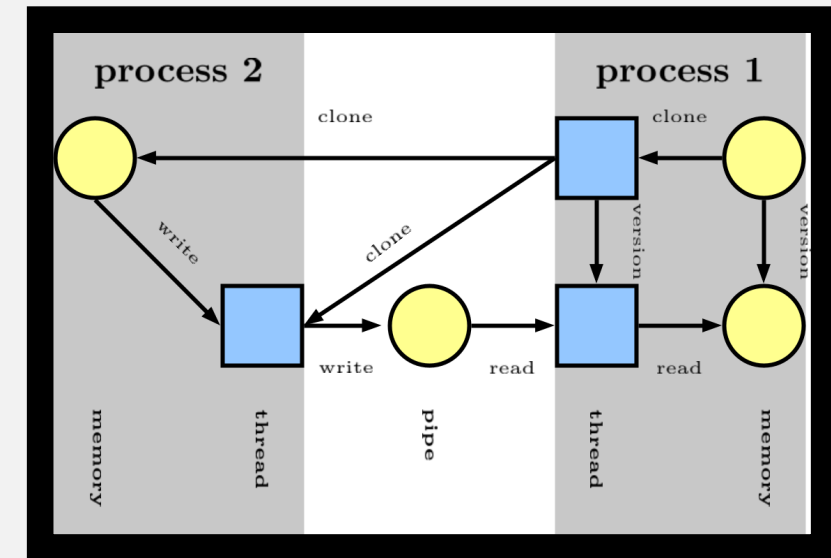 process 2
process 1
clone
clone
write
clone
version
version
write
read
read
memory
thread
pipe
thread
memory